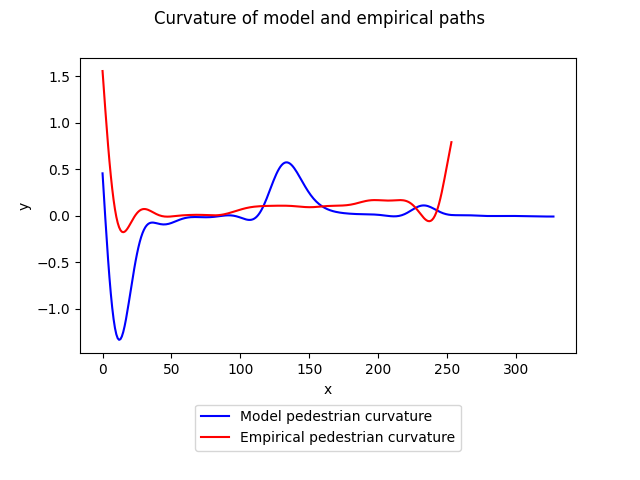 Curvature of model and empirical paths
1.5
1.0
0.5
0.0
−0.5
−1.0
y
0 50 100 150 200 250 300
x
Model pedestrian curvature
Empirical pedestrian curvature